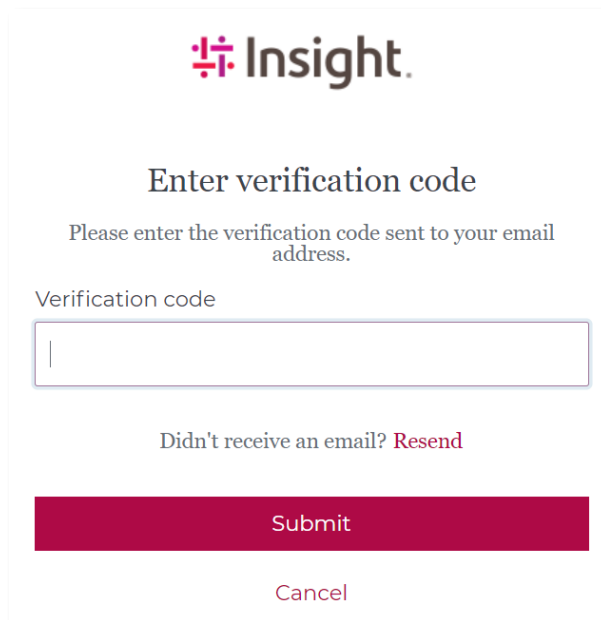 Insight.
Enter verification code
Please enter the verification code sent to your email
address.
Verification code
Didn't receive an email? Resend
Submit
Cancel